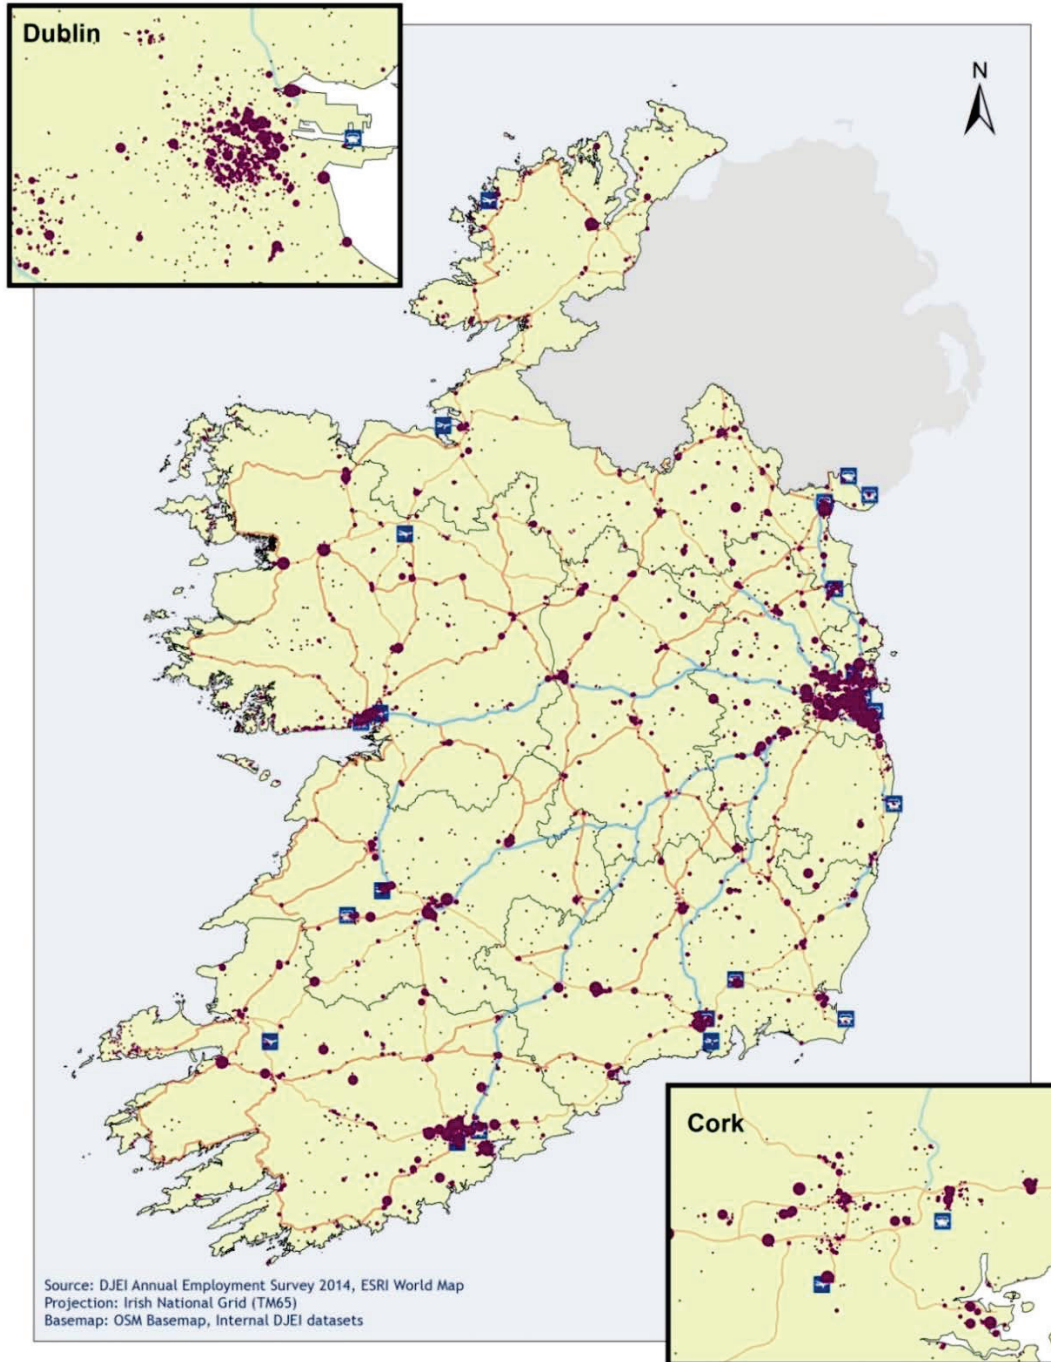 Dublin
N
Cork
Source: DJEI Annual Employment Survey 2014, ESRI World Map
Projection: Irish National Grid (TM65)
Basemap: OSM Basemap, Internal DJEI datasets